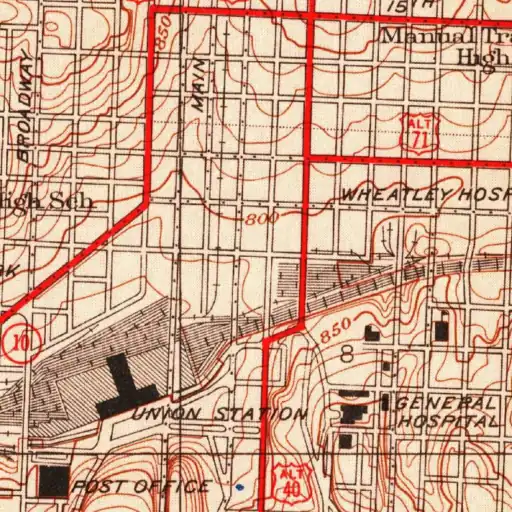 15TH
850
Manual Tra
High
BROADWAY
MAIN
ALT
71
WHEATLEY HOSP
igh Sch
800
10
850
8
UNION STATION
GENERAL
HOSPITAL
POST OFFICE
ALT
40